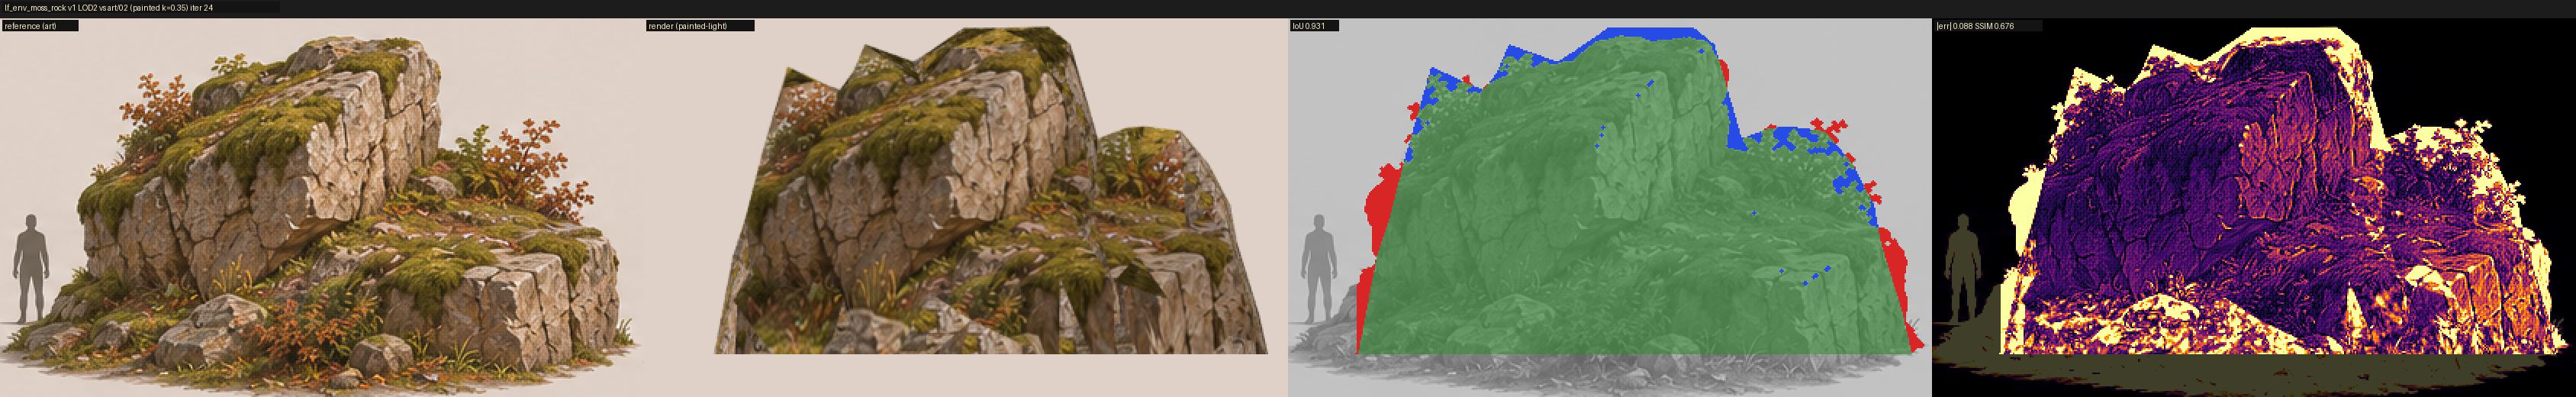 tf_env_moss_rock v1 LOD2 vs art/02 (painted k=0.35) iter 24
reference (art)
render (painted-light)
IoU 0.931
|err| 0.088 SSIM 0.676